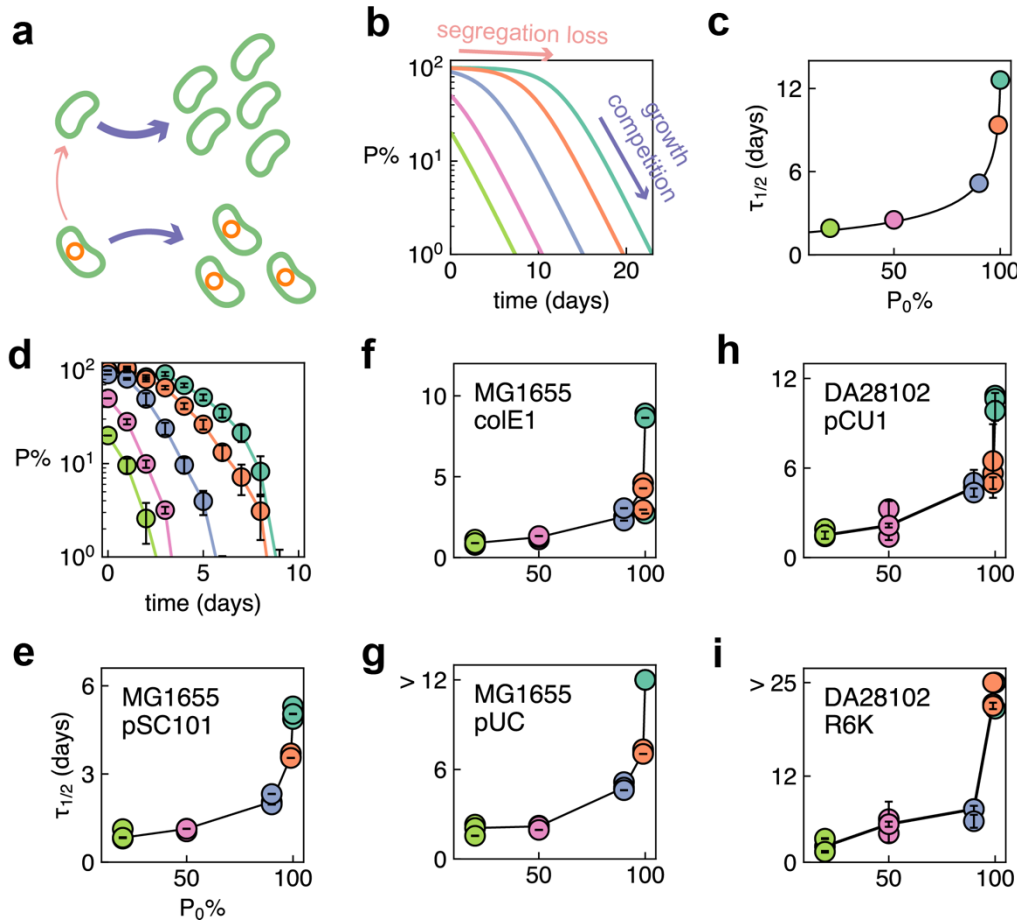 a
b
segregation loss
growth
competition
10²
10¹
10⁰
P%
0
10
20
time (days)
c
12
6
0
τ1/2 (days)
50
100
P₀%
d
10²
10¹
10⁰
P%
0
5
10
time (days)
f
MG1655
colE1
10
5
0
50
100
h
DA28102
pCU1
12
6
0
50
100
e
MG1655
pSC101
6
3
0
τ1/2 (days)
50
100
P₀%
g
>
MG1655
pUC
12
6
0
50
100
i
>
DA28102
R6K
25
12
0
50
100